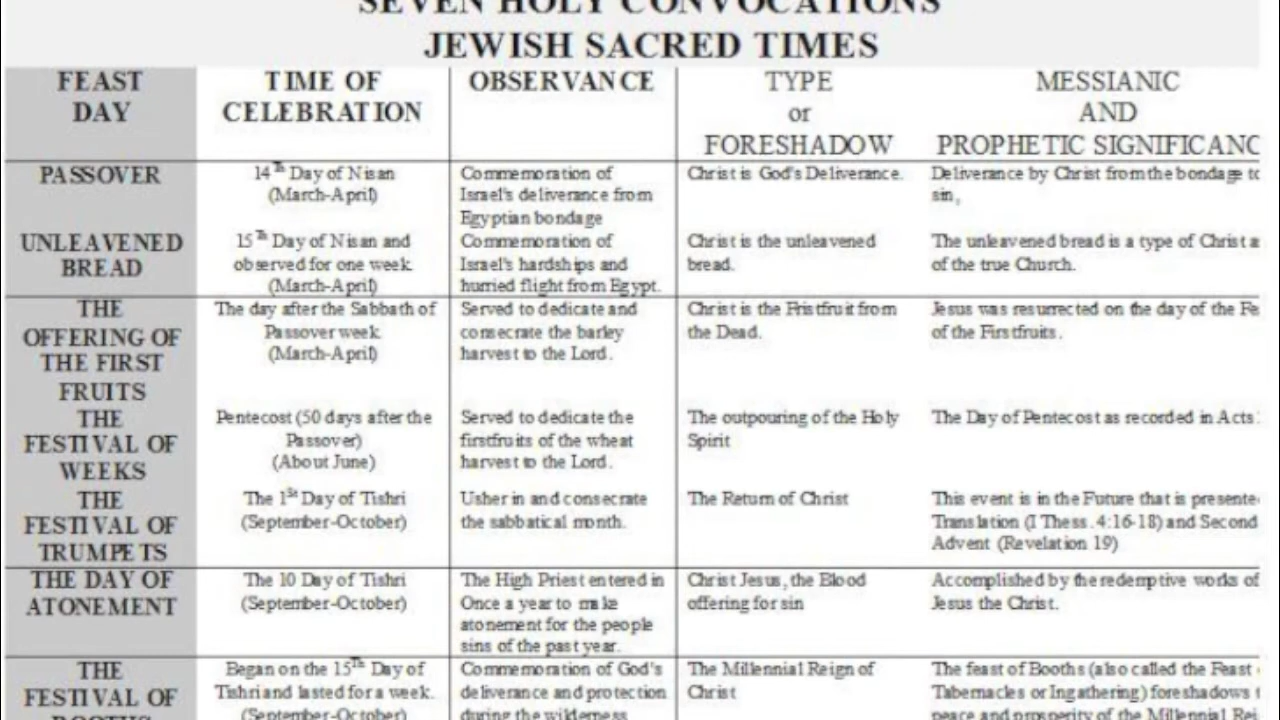 SEVEN HOLY CONVOCATIONS
JEWISH SACRED TIMES
FEAST DAY
TIME OF CELEBRATION
OBSERVANCE
TYPE or FORESHADOW
MESSIANIC AND PROPHETIC SIGNIFICANC
PASSOVER
14Th Day of Nisan
(March-April)
Commemoration of
Israel's deliverance from
Egyptian bondage
Christ is God's Deliverance.
Deliverance by Christ from the bondage to
sin,
UNLEAVENED
BREAD
15Th Day of Nisan and
observed for one week
(March-April)
Commemoration of
Israel's hardships and
hurried flight from Egypt.
Christ is the unleavened
bread.
The unleavened bread is a type of Christ a
of the true Church.
THE
OFFERING OF
THE FIRST
FRUITS
The day after the Sabbath of
Passover week
(March-April)
Served to dedicate and
consecrate the barley
harvest to the Lord.
Christ is the Fristfruit from
the Dead.
Jesus was resurrected on the day of the Fe
of the Firstfruits.
THE
FESTIVAL OF
WEEKS
Pentecost (50 days after the
Passover)
(About June)
Served to dedicate the
firstfruits of the wheat
harvest to the Lord.
The outpouring of the Holy
Spirit
The Day of Pentecost as recorded in Acts
THE
FESTIVAL OF
TRUMPETS
The 1St Day of Tishri
(September-October)
Usher in and consecrate
the sabbatical month.
The Return of Christ
This event is in the Future that is presente
Translation (I Thess. 4:16-18) and Second
Advent (Revelation 19)
THE DAY OF
ATONEMENT
The 10 Day of Tishri
(September-October)
The High Priest entered in
Once a year to make
atonement for the people
sins of the past year.
Christ Jesus, the Blood
offering for sin
Accomplished by the redemptive works of
Jesus the Christ.
THE
FESTIVAL OF
BOOTHS
Began on the 15Th Day of
Tishri and lasted for a week.
(September-October)
Commemoration of God's
deliverance and protection
during the wilderness
The Millennial Reign of
Christ
The feast of Booths (also called the Feast
Tabernacles or Ingathering) foreshadows t
peace and prosperity of the Millennial Rei